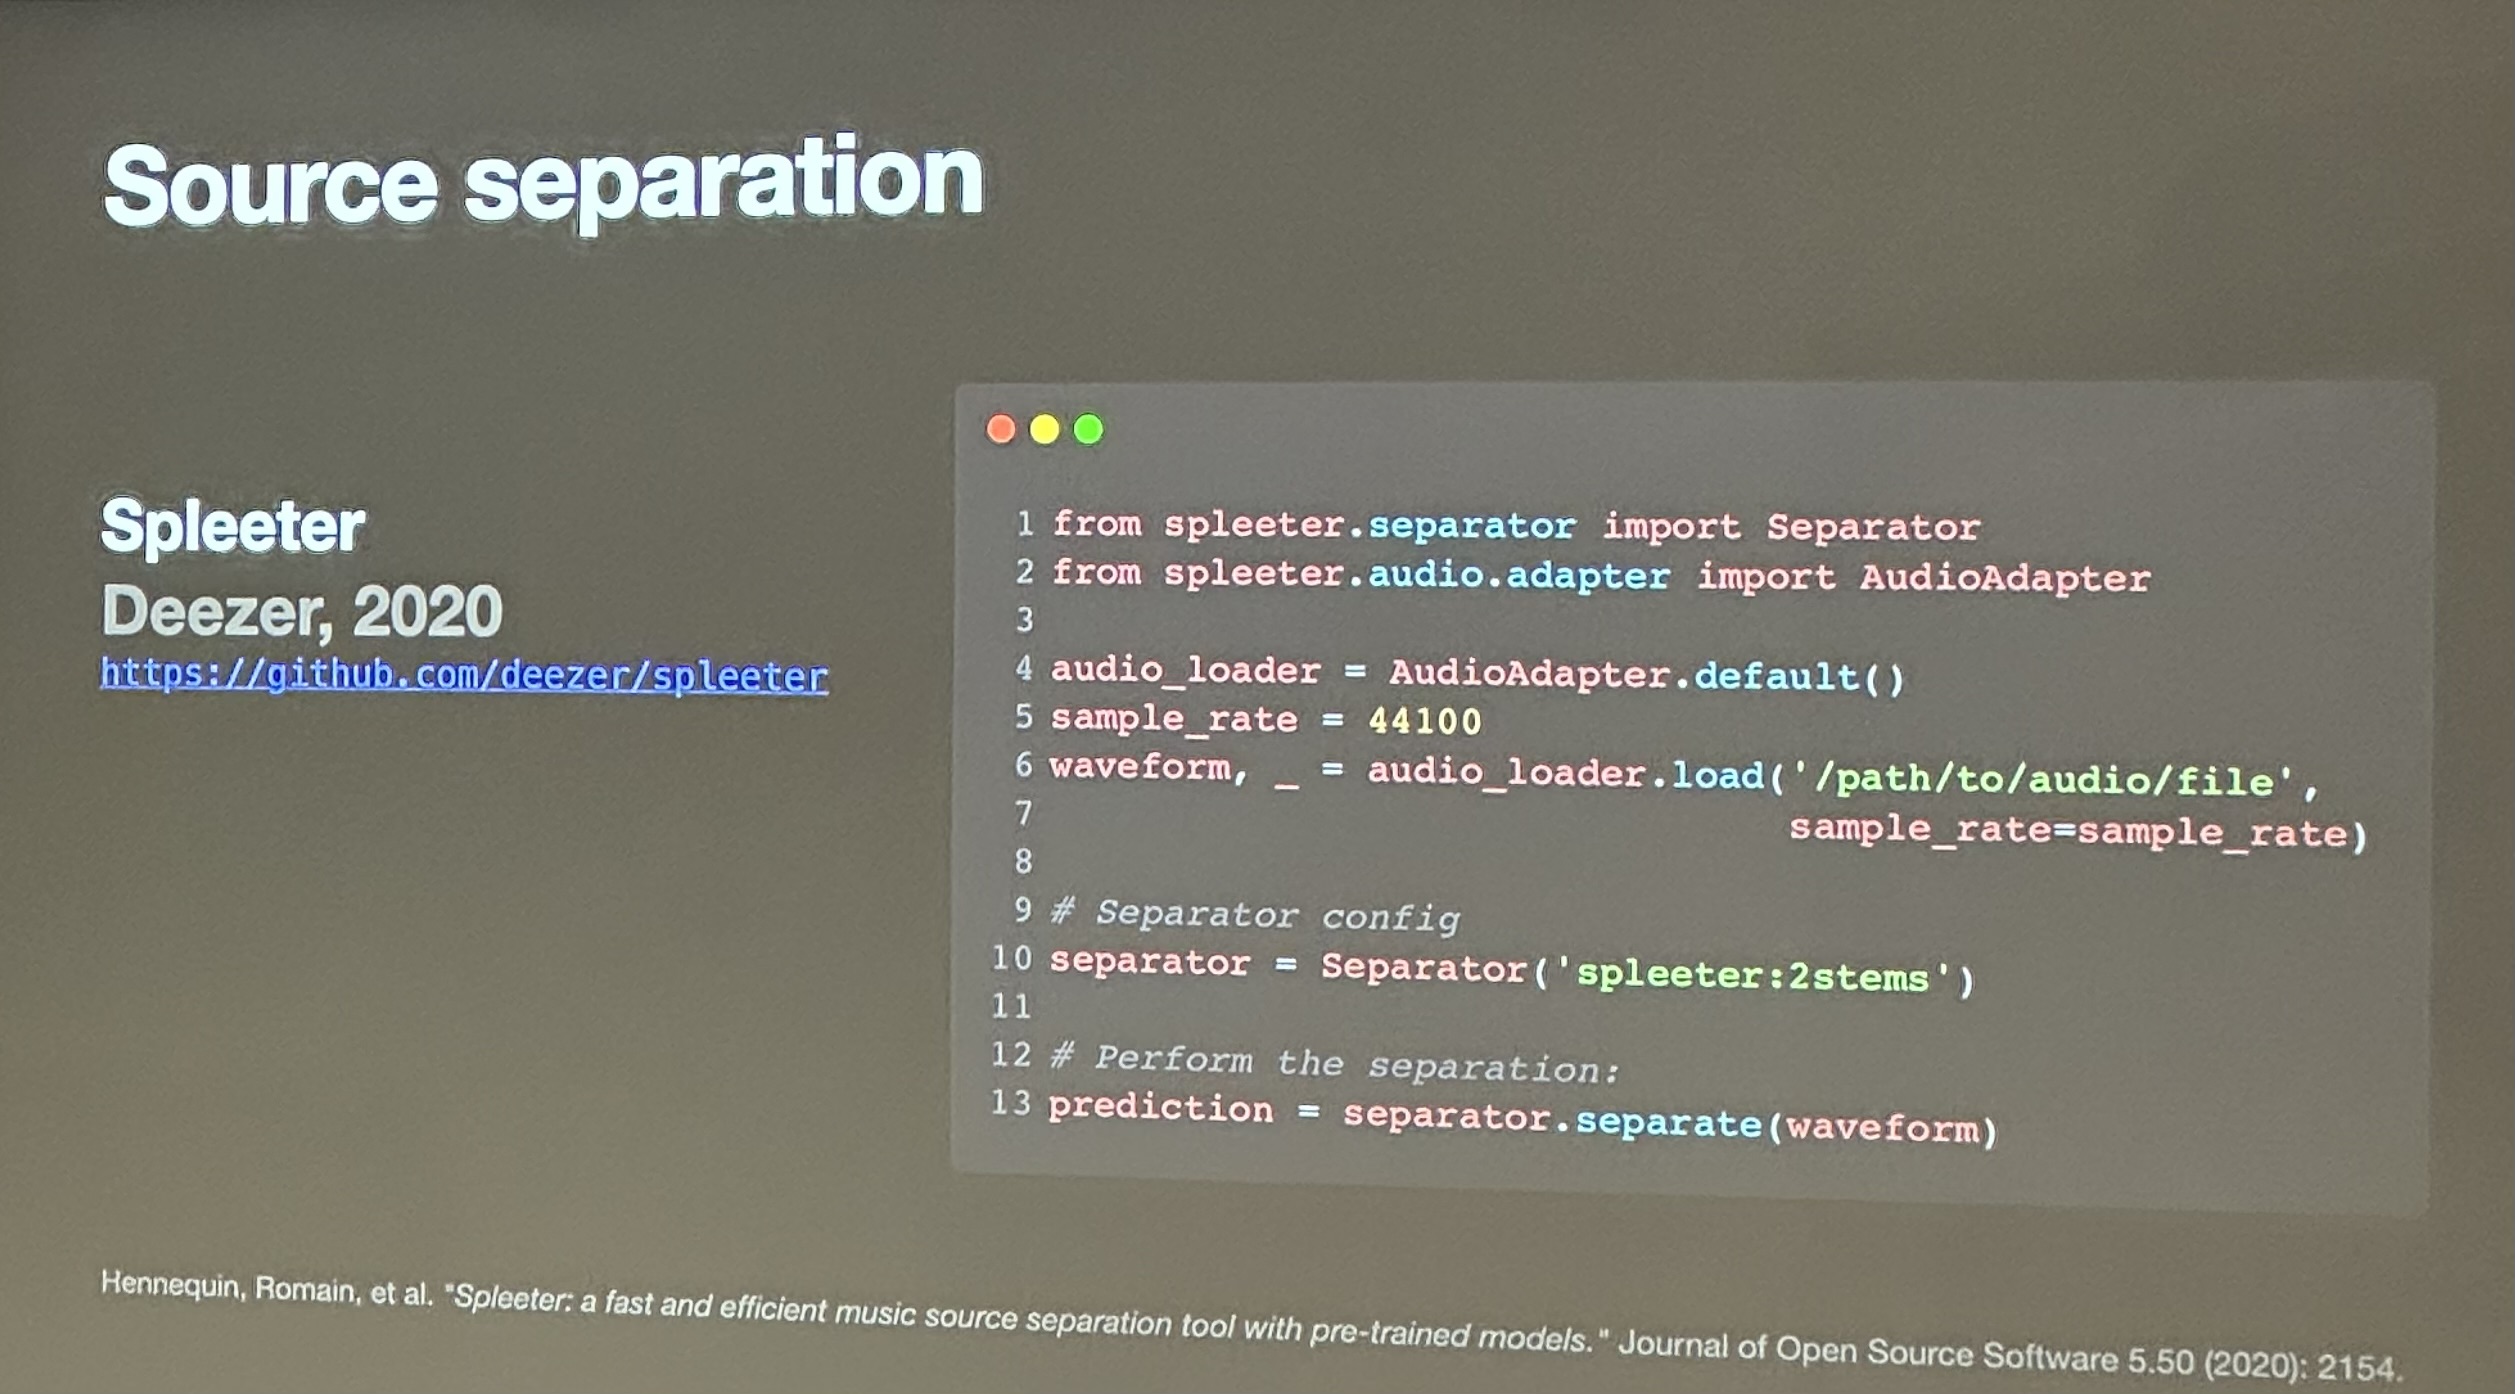 Source separation
Spleeter
Deezer, 2020
https://github.com/deezer/spleeter
1 from spleeter.separator import Separator
2 from spleeter.audio.adapter import AudioAdapter
3
4 audio_loader = AudioAdapter.default()
5 sample_rate = 44100
6 waveform, _ = audio_loader.load('/path/to/audio/file',
7 sample_rate=sample_rate)
8
9 # Separator config
10 separator = Separator('spleeter:2stems')
11
12 # Perform the separation:
13 prediction = separator.separate(waveform)
Hennequin, Romain, et al. "Spleeter: a fast and efficient music source separation tool with pre-trained models." Journal of Open Source Software 5.50 (2020): 2154.